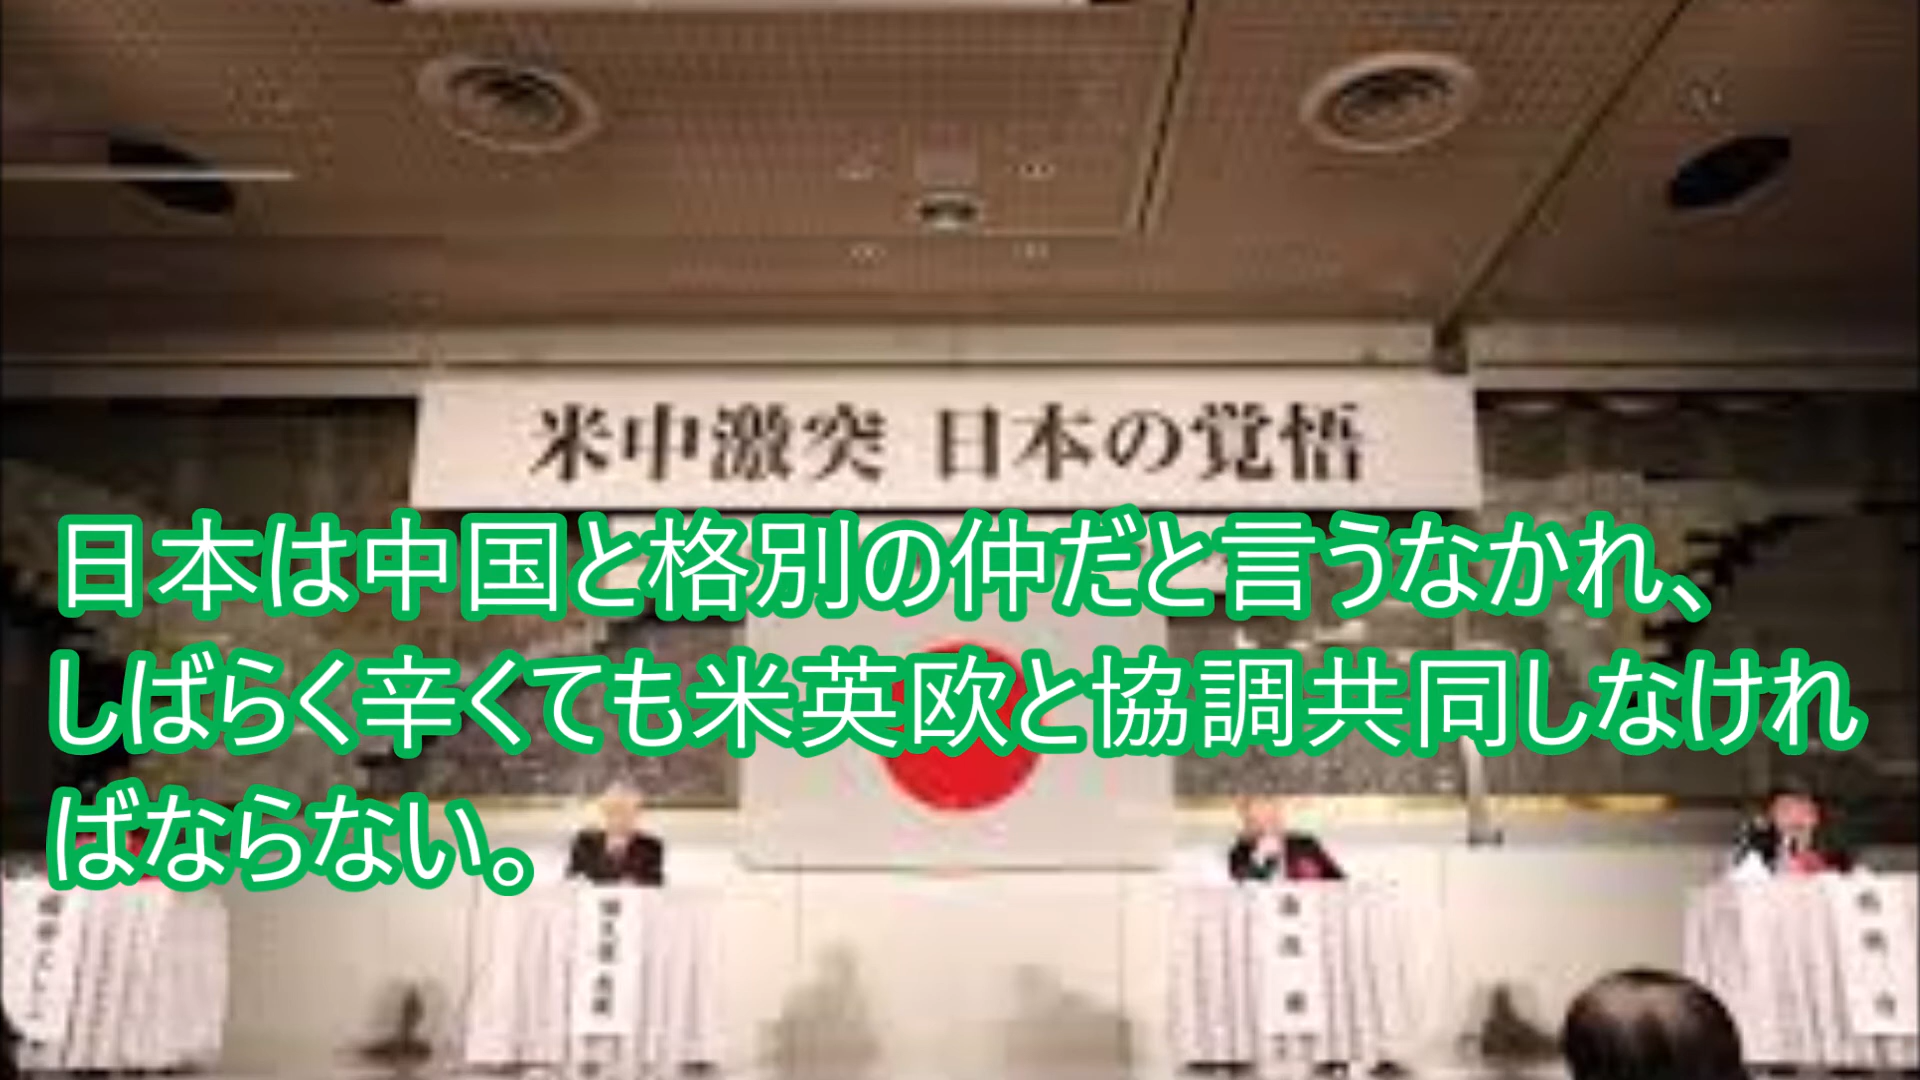 米中激突 日本の覚悟
日本は中国と格別の仲だと言うなかれ、
しばらく辛くても米英欧と協調共同しなけれ
ばならない。